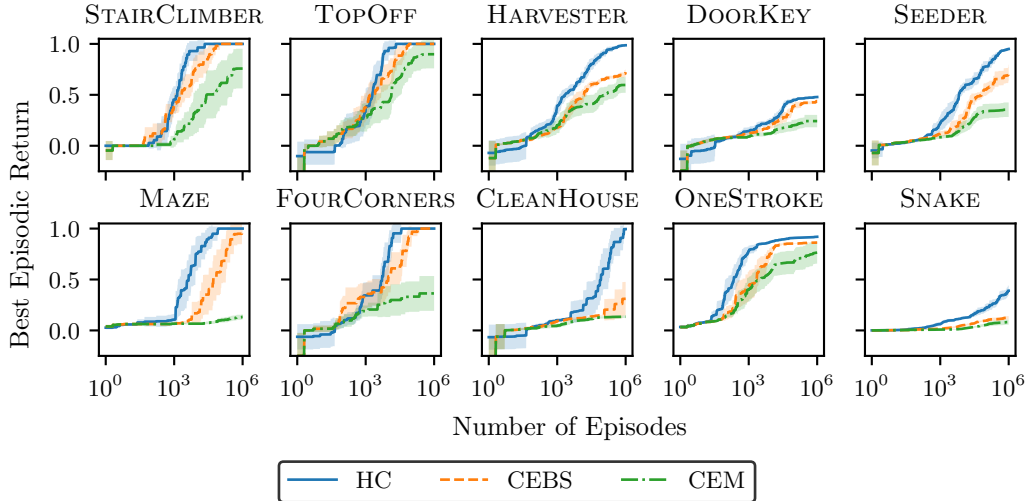 STAIRCLIMBER TOPOFF HARVESTER DOORKEY SEEDER
1.0
0.5
0.0
MAZE FOURCORNERS CLEANHOUSE ONESTROKE SNAKE
1.0
0.5
0.0
10^0 10^3 10^6 10^0 10^3 10^6 10^0 10^3 10^6 10^0 10^3 10^6 10^0 10^3 10^6
Best Episodic Return
Number of Episodes
HC CEBS CEM